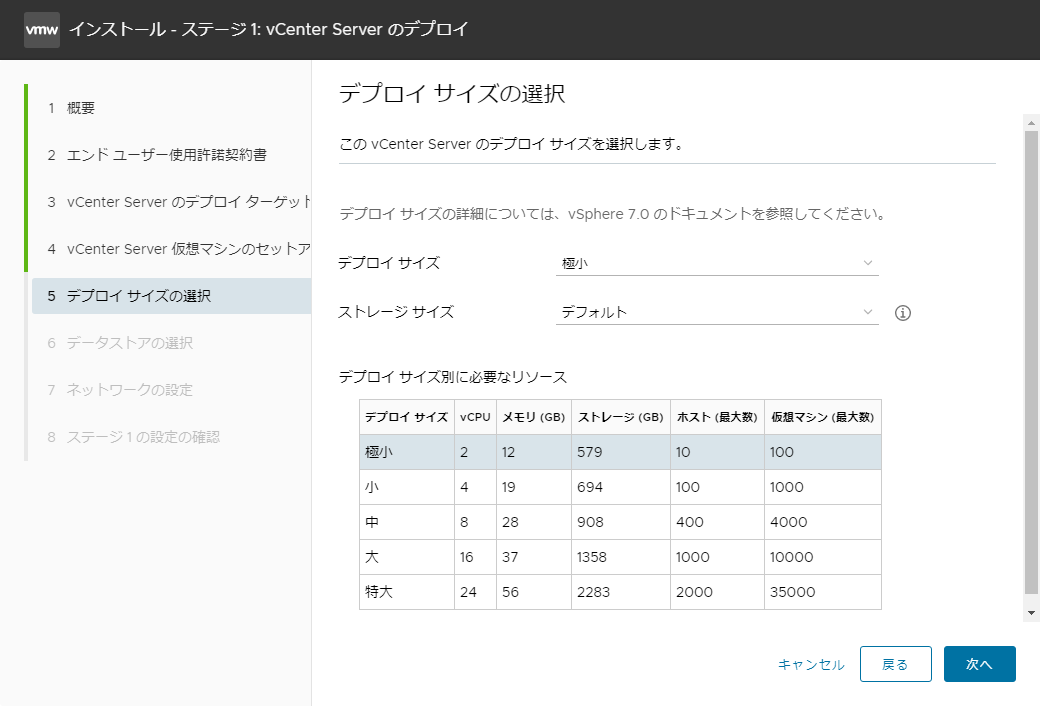 vmw インストール - ステージ 1: vCenter Server のデプロイ
1 概要
2 エンド ユーザー使用許諾契約書
3 vCenter Server のデプロイ ターゲット
4 vCenter Server 仮想マシンのセットア
5 デプロイ サイズの選択
6 データストアの選択
7 ネットワークの設定
8 ステージ 1 の設定の確認
デプロイ サイズの選択
この vCenter Server のデプロイ サイズを選択します。
デプロイ サイズの詳細については、vSphere 7.0 のドキュメントを参照してください。
デプロイ サイズ 極小
ストレージ サイズ デフォルト
デプロイ サイズ別に必要なリソース
デプロイ サイズ vCPU メモリ (GB) ストレージ (GB) ホスト (最大数) 仮想マシン (最大数)
極小 2 12 579 10 100
小 4 19 694 100 1000
中 8 28 908 400 4000
大 16 37 1358 1000 10000
特大 24 56 2283 2000 35000
キャンセル 戻る 次へ